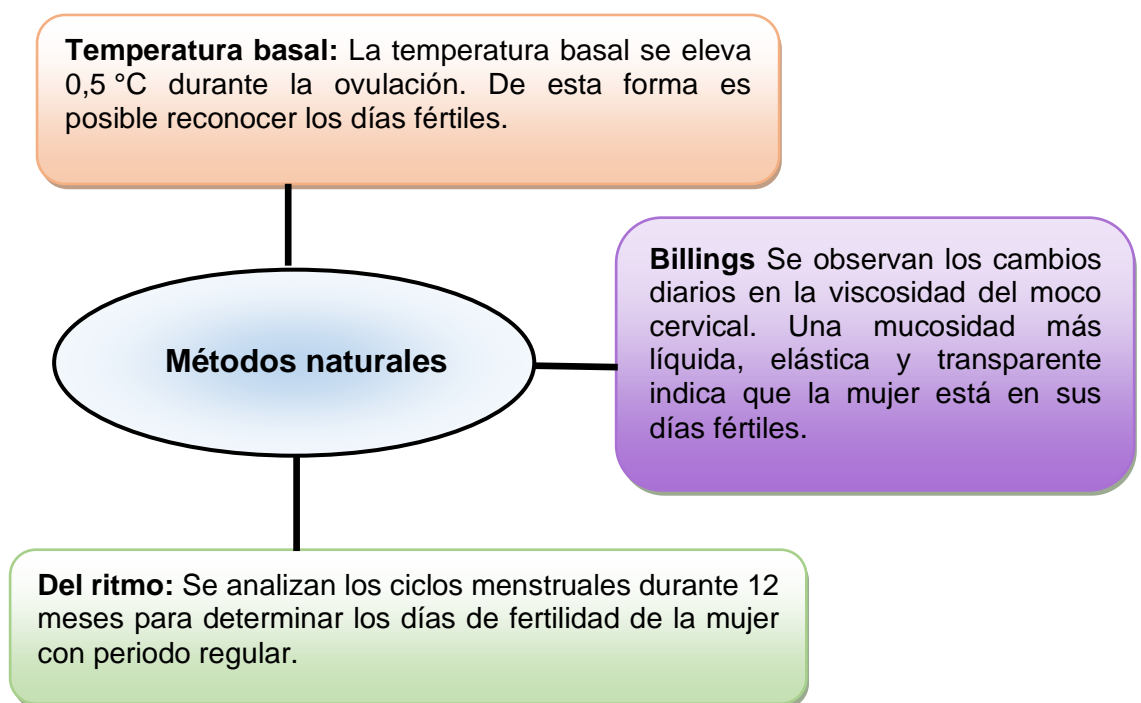 Temperatura basal: La temperatura basal se eleva
0,5 °C durante la ovulación. De esta forma es
posible reconocer los días fértiles.
Billings Se observan los cambios
diarios en la viscosidad del moco
cervical. Una mucosidad más
líquida, elástica y transparente
indica que la mujer está en sus
días fértiles.
Métodos naturales
Del ritmo: Se analizan los ciclos menstruales durante 12
meses para determinar los días de fertilidad de la mujer
con periodo regular.